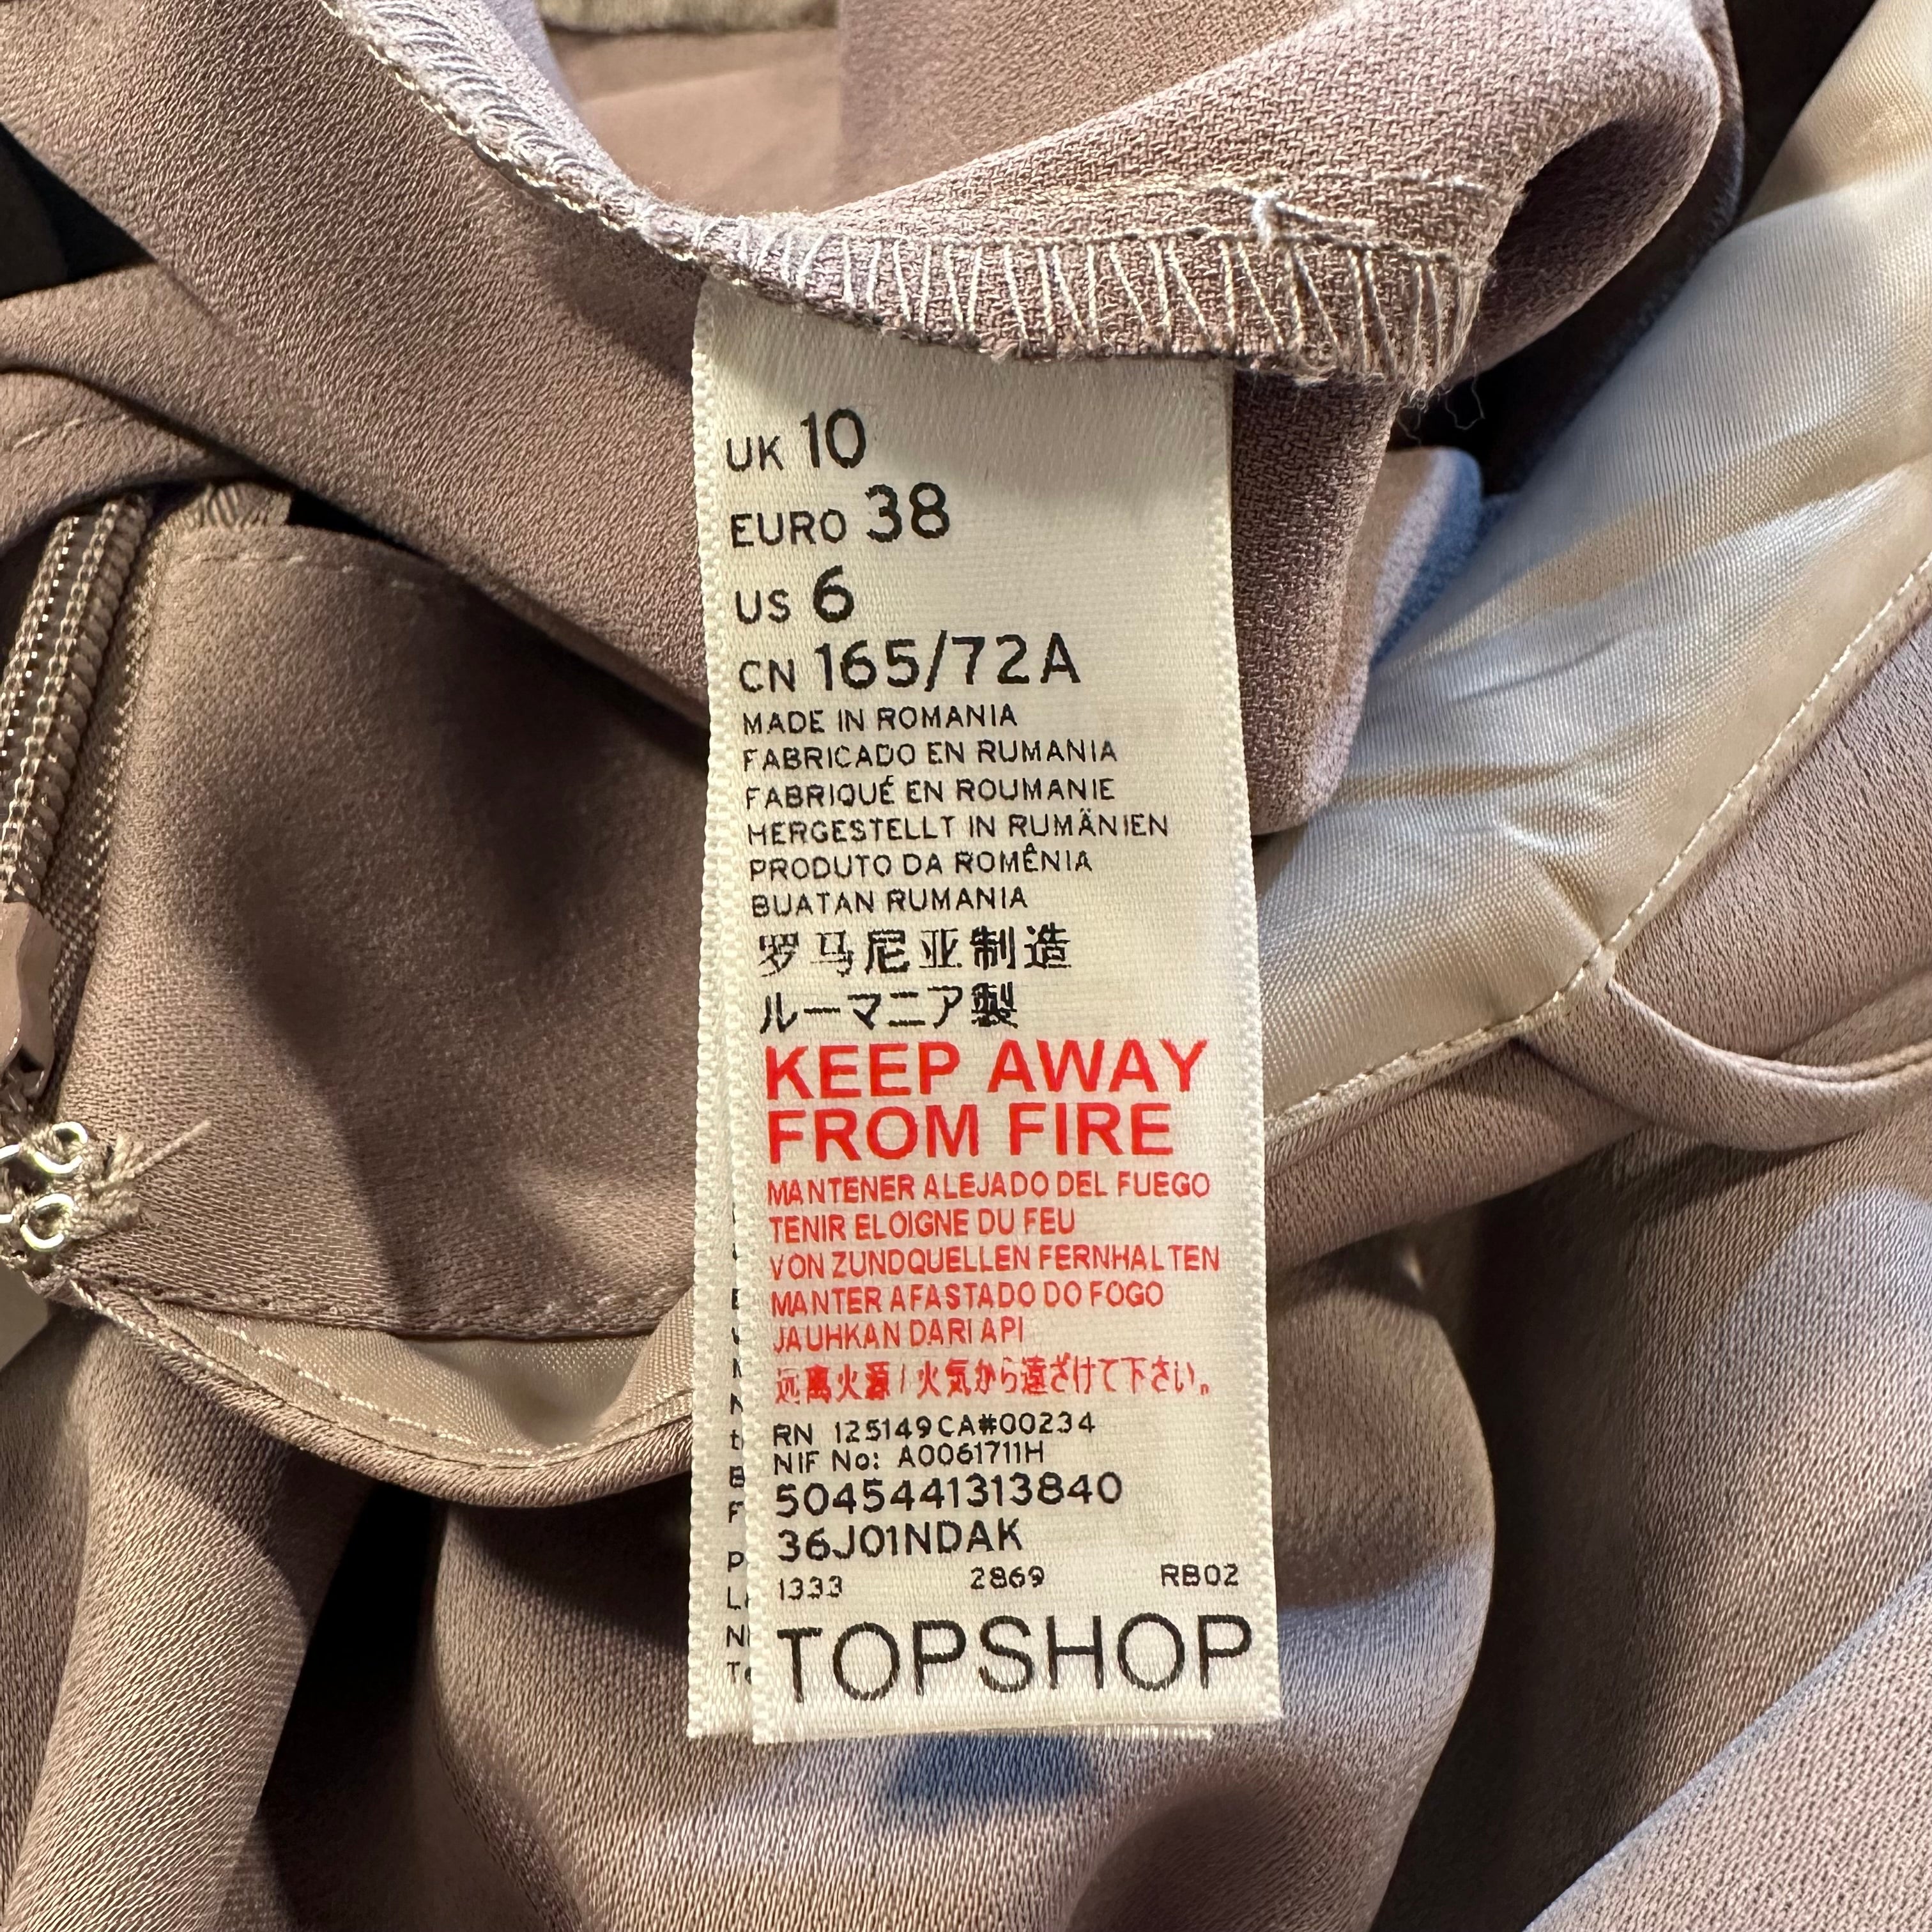 UK 10
EURO 38
US 6
CN 165/72A
MADE IN ROMANIA
FABRICADO EN RUMANIA
FABRIQUÉ EN ROUMANIE
HERGESTELLT IN RUMÄNIEN
PRODUTO DA ROMÊNIA
BUATAN RUMANIA
罗马尼亚制造
ルーマニア製
KEEP AWAY
FROM FIRE
MANTENER ALEJADO DEL FUEGO
TENIR ELOIGNE DU FEU
VON ZUNDQUELLEN FERNHALTEN
MANTER AFASTADO DO FOGO
JAUHKAN DARI API
远离火源/火気から遠ざけて下さい。
RN 125149 CA#00234
NIF No: A0061711H
5045441313840
36J01NDAK
1333 2869 RB02
TOPSHOP